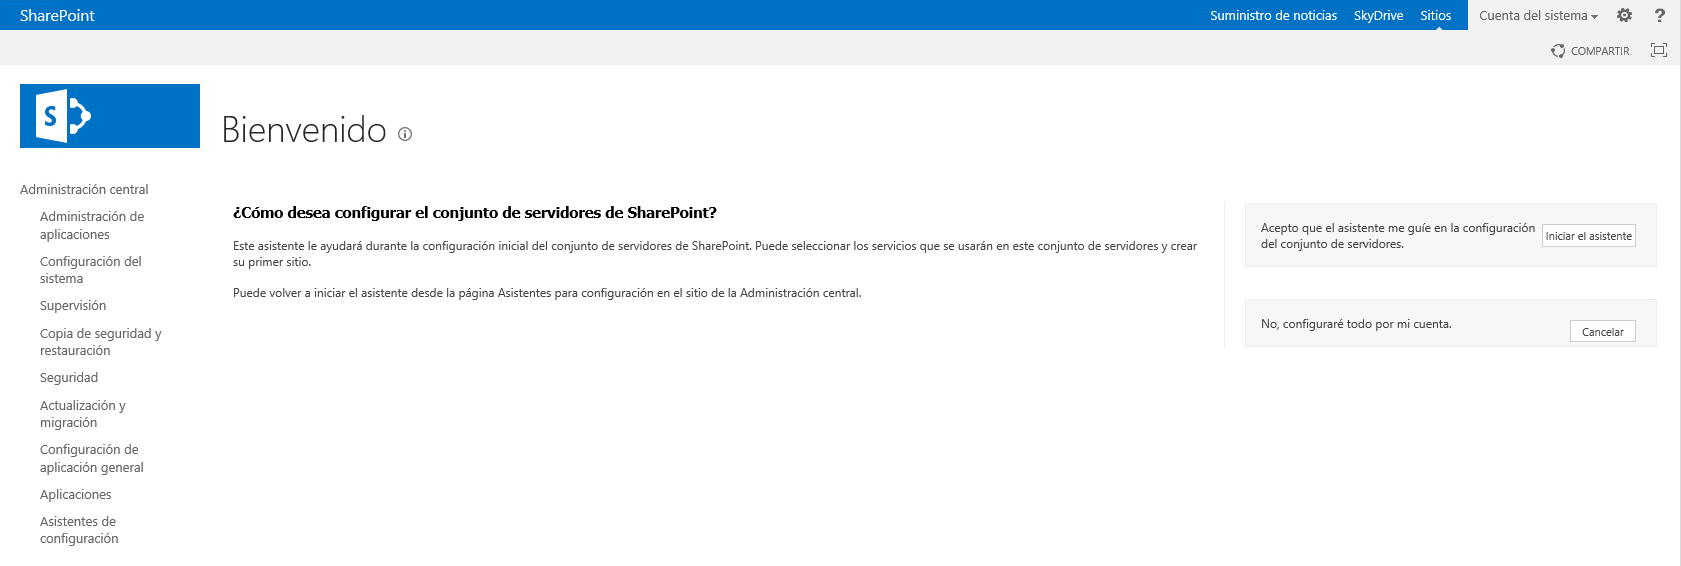 SharePoint
Suministro de noticias
SkyDrive
Sitios
Cuenta del sistema
?
COMPARTIR
S
Bienvenido
Administración central
Administración de
aplicaciones
Configuración del
sistema
Supervisión
Copia de seguridad y
restauración
Seguridad
Actualización y
migración
Configuración de
aplicación general
Aplicaciones
Asistentes de
configuración
¿Cómo desea configurar el conjunto de servidores de SharePoint?
Este asistente le ayudará durante la configuración inicial del conjunto de servidores de SharePoint. Puede seleccionar los servicios que se usarán en este conjunto de servidores y crear
su primer sitio.
Puede volver a iniciar el asistente desde la página Asistentes para configuración en el sitio de la Administración central.
Acepto que el asistente me guíe en la configuración
del conjunto de servidores.
Iniciar el asistente
No, configuraré todo por mi cuenta.
Cancelar